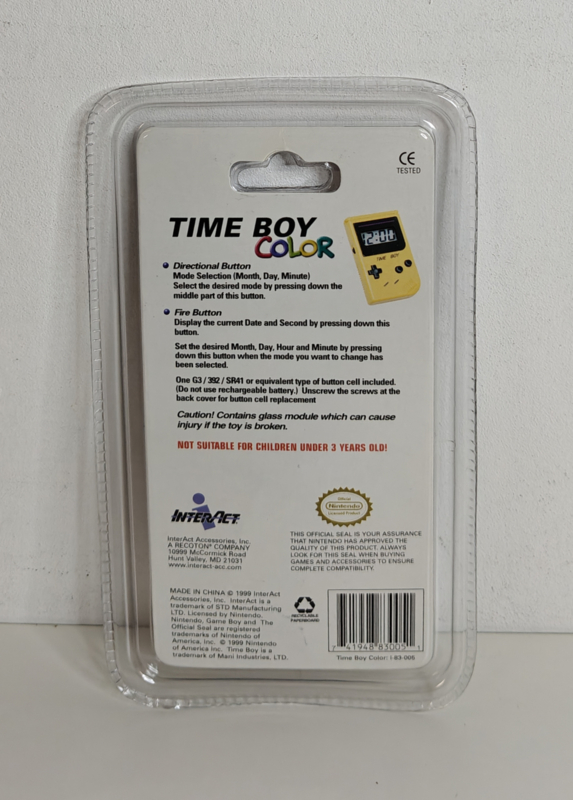 CE
TESTED
TIME BOY
COLOR
2:00
TIME BOY
Directional Button
Mode Selection (Month, Day, Minute)
Select the desired mode by pressing down the
middle part of this button.
Fire Button
Display the current Date and Second by pressing down this
button.
Set the desired Month, Day, Hour and Minute by pressing
down this button when the mode you want to change has
been selected.
One G3 / 392 / SR41 or equivalent type of button cell included.
(Do not use rechargeable battery.) Unscrew the screws at the
back cover for button cell replacement
Caution! Contains glass module which can cause
injury if the toy is broken.
NOT SUITABLE FOR CHILDREN UNDER 3 YEARS OLD!
INTERACT
InterAct Accessories, Inc.
A RECOTON® COMPANY
10999 McCormick Road
Hunt Valley, MD 21031
www.interact-acc.com
Official
Nintendo
Licensed Product
THIS OFFICIAL SEAL IS YOUR ASSURANCE
THAT NINTENDO HAS APPROVED THE
QUALITY OF THIS PRODUCT. ALWAYS
LOOK FOR THIS SEAL WHEN BUYING
GAMES AND ACCESSORIES TO ENSURE
COMPLETE COMPATIBILITY.
MADE IN CHINA © 1999 InterAct
Accessories, Inc. InterAct is a
trademark of STD Manufacturing
LTD. Licensed by Nintendo.
Nintendo, Game Boy and The
Official Seal are registered
trademarks of Nintendo of
America, Inc. © 1999 Nintendo
of America Inc. Time Boy is a
trademark of Mani Industries, LTD.
RECYCLABLE
PAPERBOARD
7 41948 83005 1
Time Boy Color: I-83-005